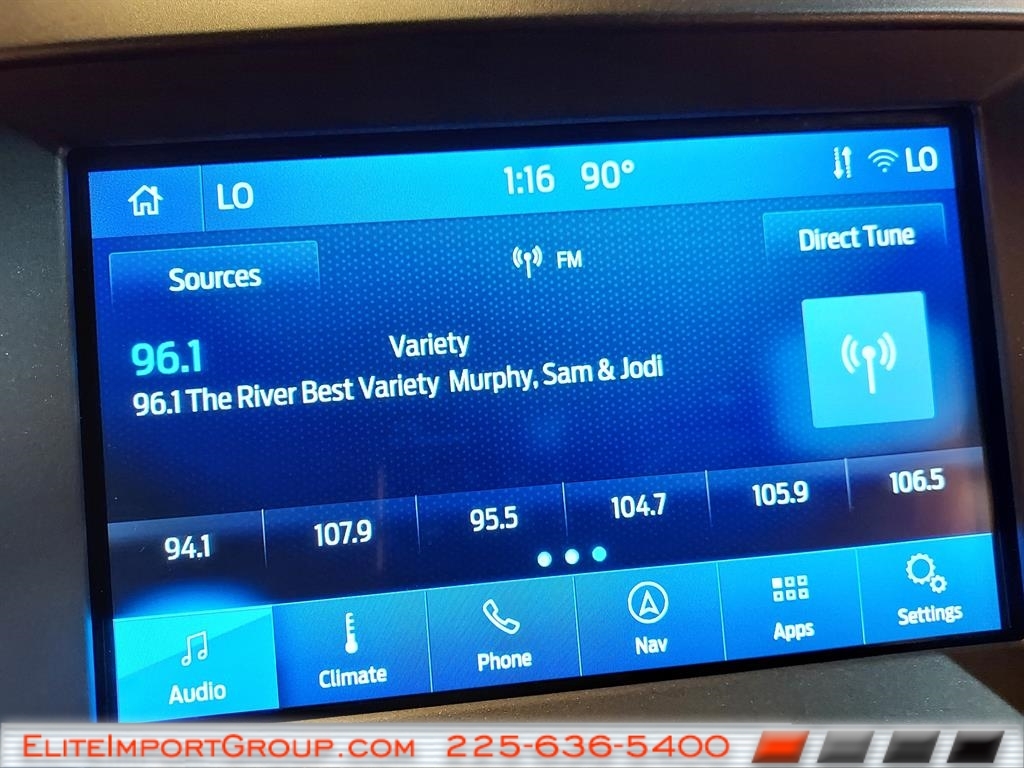 LO 1:16 90° LO
Sources FM Direct Tune
96.1 Variety
96.1 The River Best Variety Murphy, Sam & Jodi
94.1 107.9 95.5 104.7 105.9 106.5
Audio Climate Phone Nav Apps Settings
EliteImportGroup.com 225-636-5400